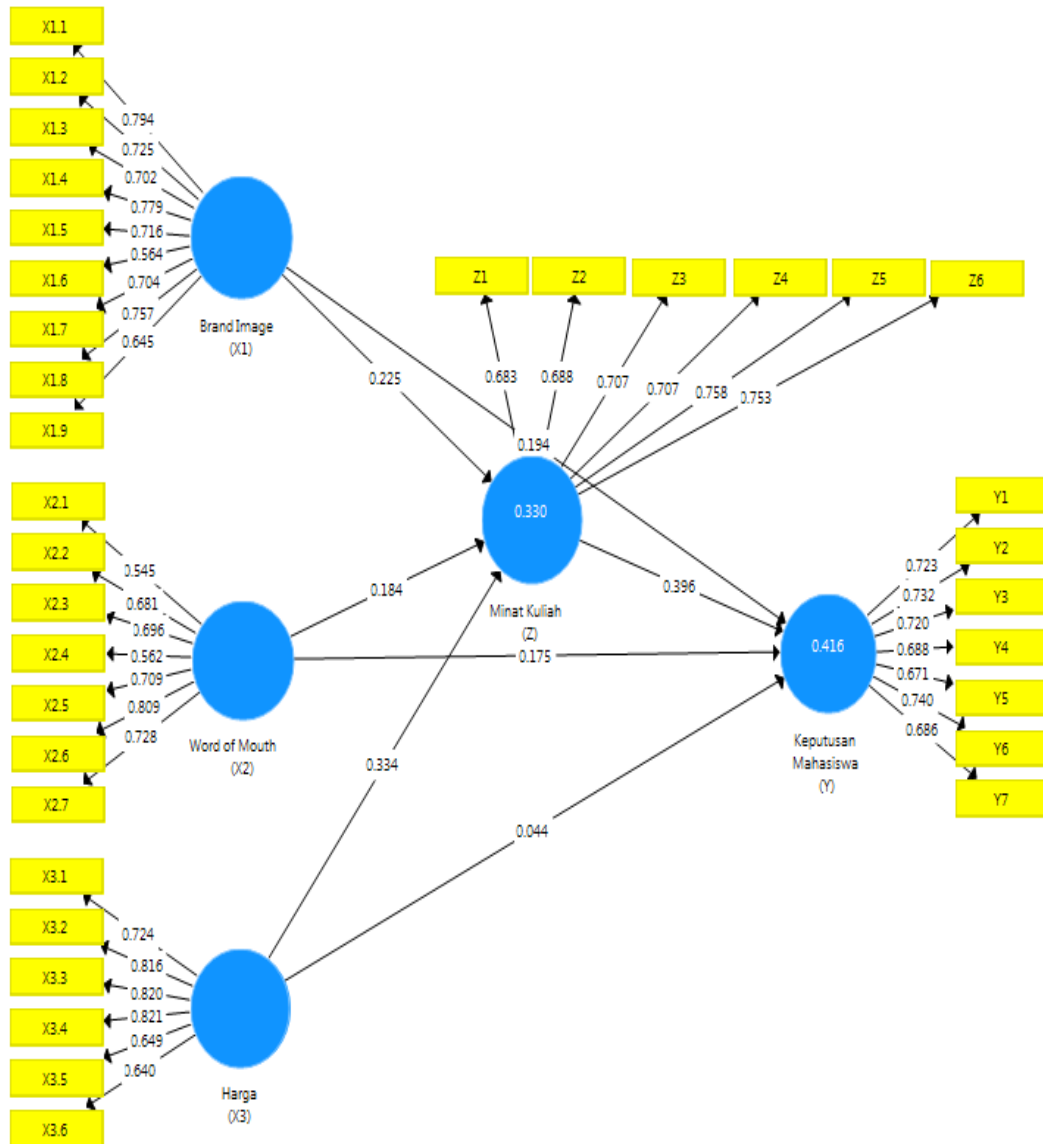 X1.1
X1.2
X1.3
X1.4
X1.5
X1.6
X1.7
X1.8
X1.9
0.794
0.725
0.702
0.779
0.716
0.564
0.704
0.757
0.645
Brand Image
(X1)
0.225
0.194
Z1
Z2
Z3
Z4
Z5
Z6
0.683
0.688
0.707
0.707
0.758
0.753
0.330
Minat Kuliah
(Z)
0.396
X2.1
X2.2
X2.3
X2.4
X2.5
X2.6
X2.7
0.545
0.681
0.696
0.562
0.709
0.809
0.728
Word of Mouth
(X2)
0.184
0.175
0.334
0.416
Keputusan
Mahasiswa
(Y)
0.723
0.732
0.720
0.688
0.671
0.740
0.686
Y1
Y2
Y3
Y4
Y5
Y6
Y7
0.044
X3.1
X3.2
X3.3
X3.4
X3.5
X3.6
0.724
0.816
0.820
0.821
0.649
0.640
Harga
(X3)